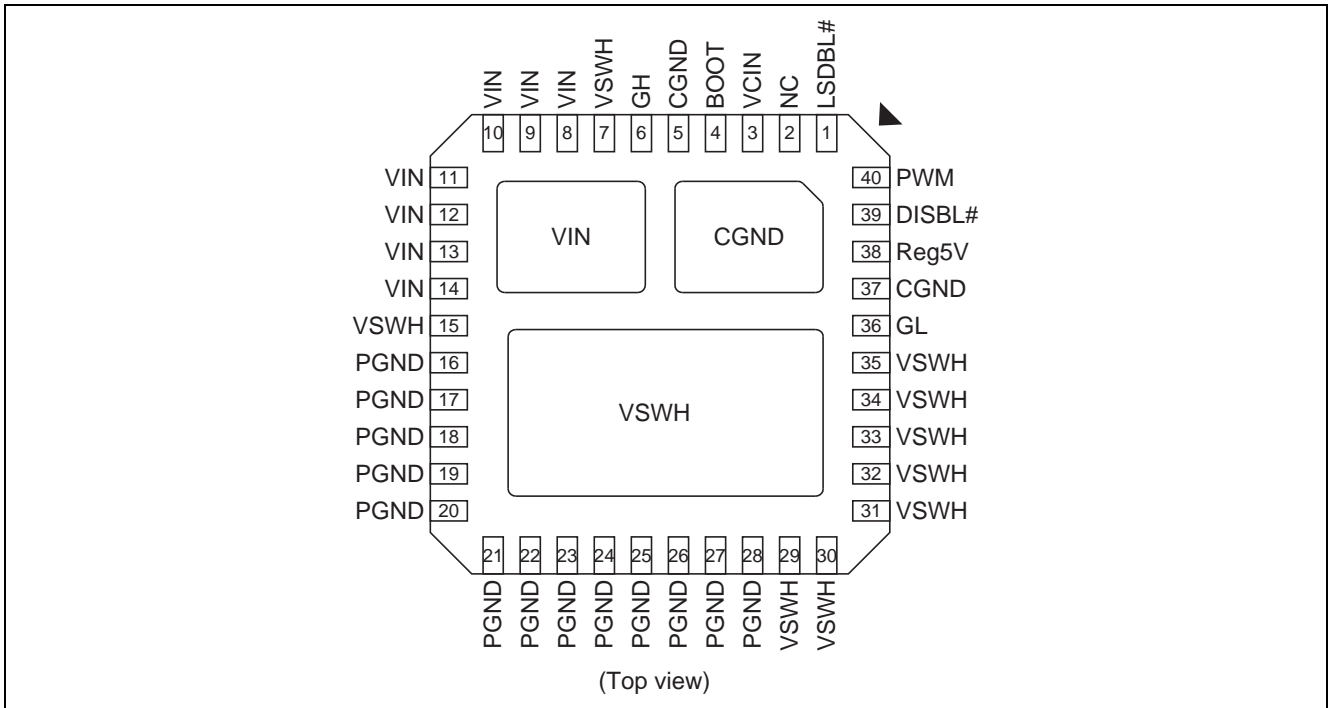 VIN VIN VIN VSWH GH CGND BOOT VCIN NC LSDBL#
10 9 8 7 6 5 4 3 2 1
VIN 11
VIN 12
VIN 13
VIN 14
VSWH 15
PGND 16
PGND 17
PGND 18
PGND 19
PGND 20
VIN
CGND
VSWH
40 PWM
39 DISBL#
38 Reg5V
37 CGND
36 GL
35 VSWH
34 VSWH
33 VSWH
32 VSWH
31 VSWH
21 22 23 24 25 26 27 28 29 30
PGND PGND PGND PGND PGND PGND PGND PGND VSWH VSWH
(Top view)